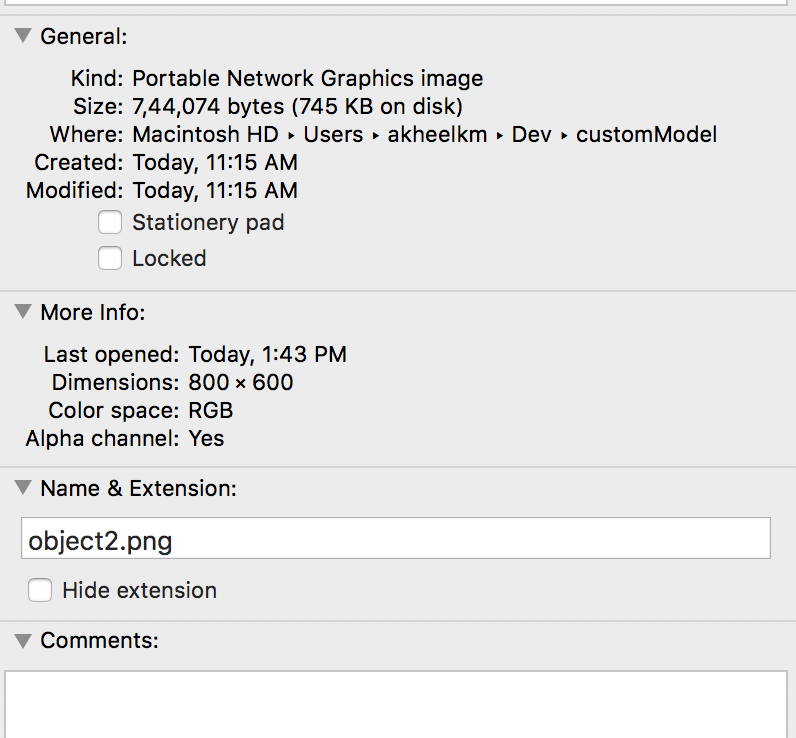 General:
Kind: Portable Network Graphics image
Size: 7,44,074 bytes (745 KB on disk)
Where: Macintosh HD ▸ Users ▸ akheelkm ▸ Dev ▸ customModel
Created: Today, 11:15 AM
Modified: Today, 11:15 AM
Stationery pad
Locked
More Info:
Last opened: Today, 1:43 PM
Dimensions: 800 × 600
Color space: RGB
Alpha channel: Yes
Name & Extension:
object2.png
Hide extension
Comments: